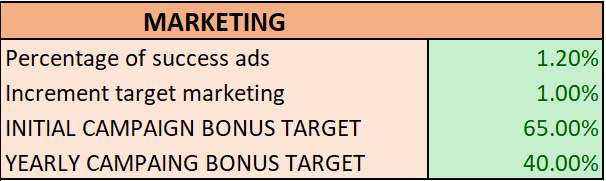 MARKETING
Percentage of success ads 1.20%
Increment target marketing 1.00%
INITIAL CAMPAIGN BONUS TARGET 65.00%
YEARLY CAMPAING BONUS TARGET 40.00%